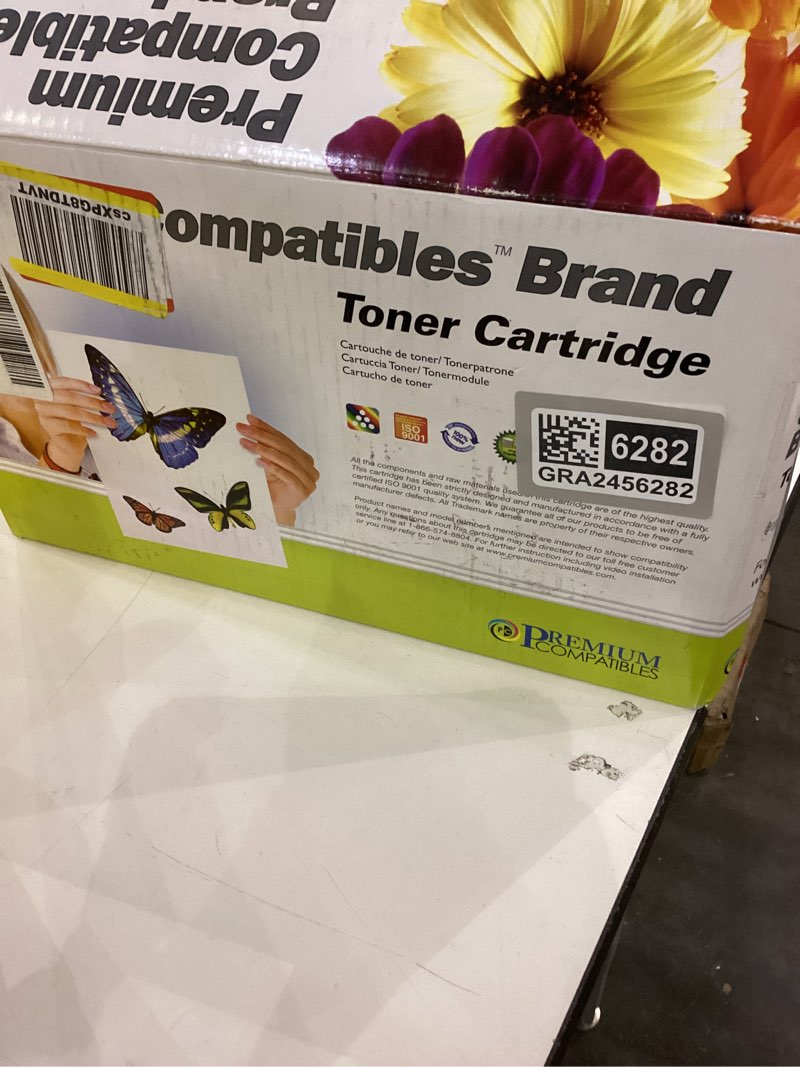 Premium
Compatible
csXPG8TDNVT
ompatibles™ Brand
Toner Cartridge
Cartouche de toner/ Tonerpatrone
Cartuccia Toner/ Tonermodule
Cartucho de toner
ISO
9001
100%
6282
GRA2456282
All the components and raw materials used in this cartridge are of the highest quality.
This cartridge has been strictly designed and manufactured in accordance with a fully
certified ISO 9001 quality system. We guarantee all of our products to be free of
manufacturer defects. All Trademark names are property of their respective owners.
Product names and model numbers mentioned are intended to show compatibility
only. Any questions about this cartridge may be directed to our toll free customer
service line at 1-866-574-8804. For further instruction including video installation
or you may refer to our web site at www.premiumcompatibles.com.
PREMIUM
COMPATIBLES